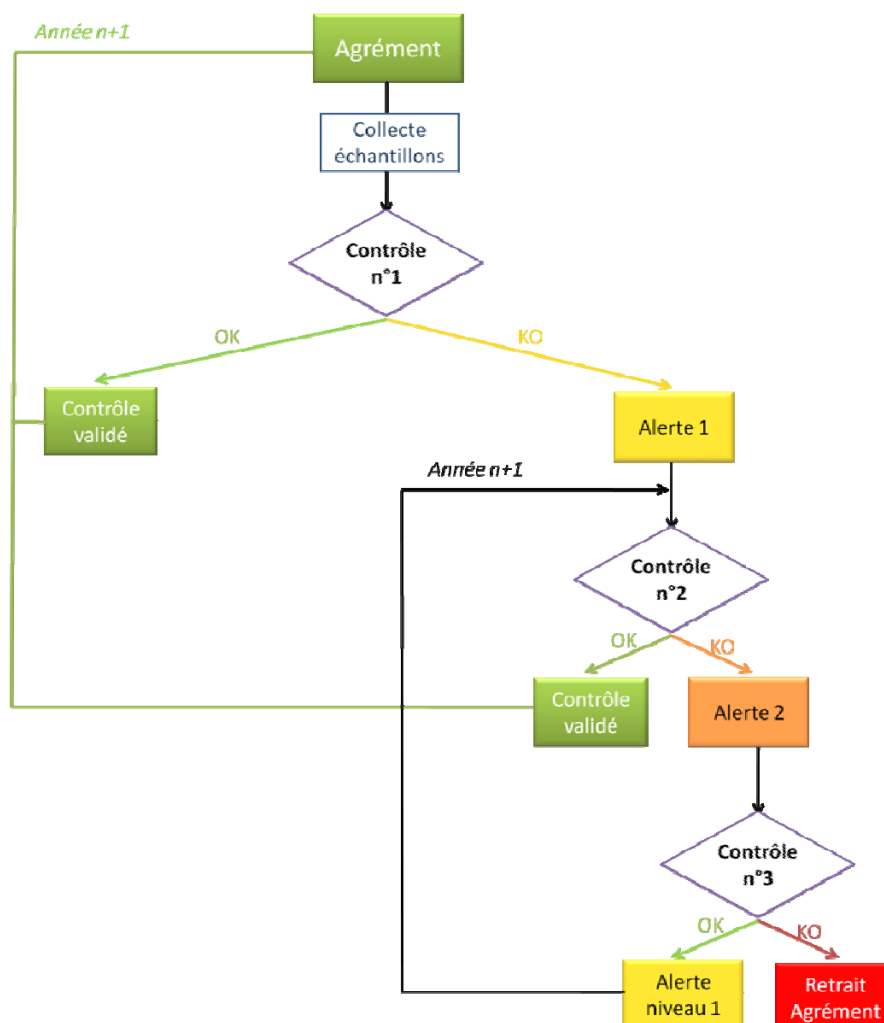 Année n+1
Agrément
Collecte
échantillons
Contrôle
n°1
OK
KO
Contrôle
validé
Alerte 1
Année n+1
Contrôle
n°2
OK
KO
Contrôle
validé
Alerte 2
Contrôle
n°3
OK
KO
Alerte
niveau 1
Retrait
Agrément